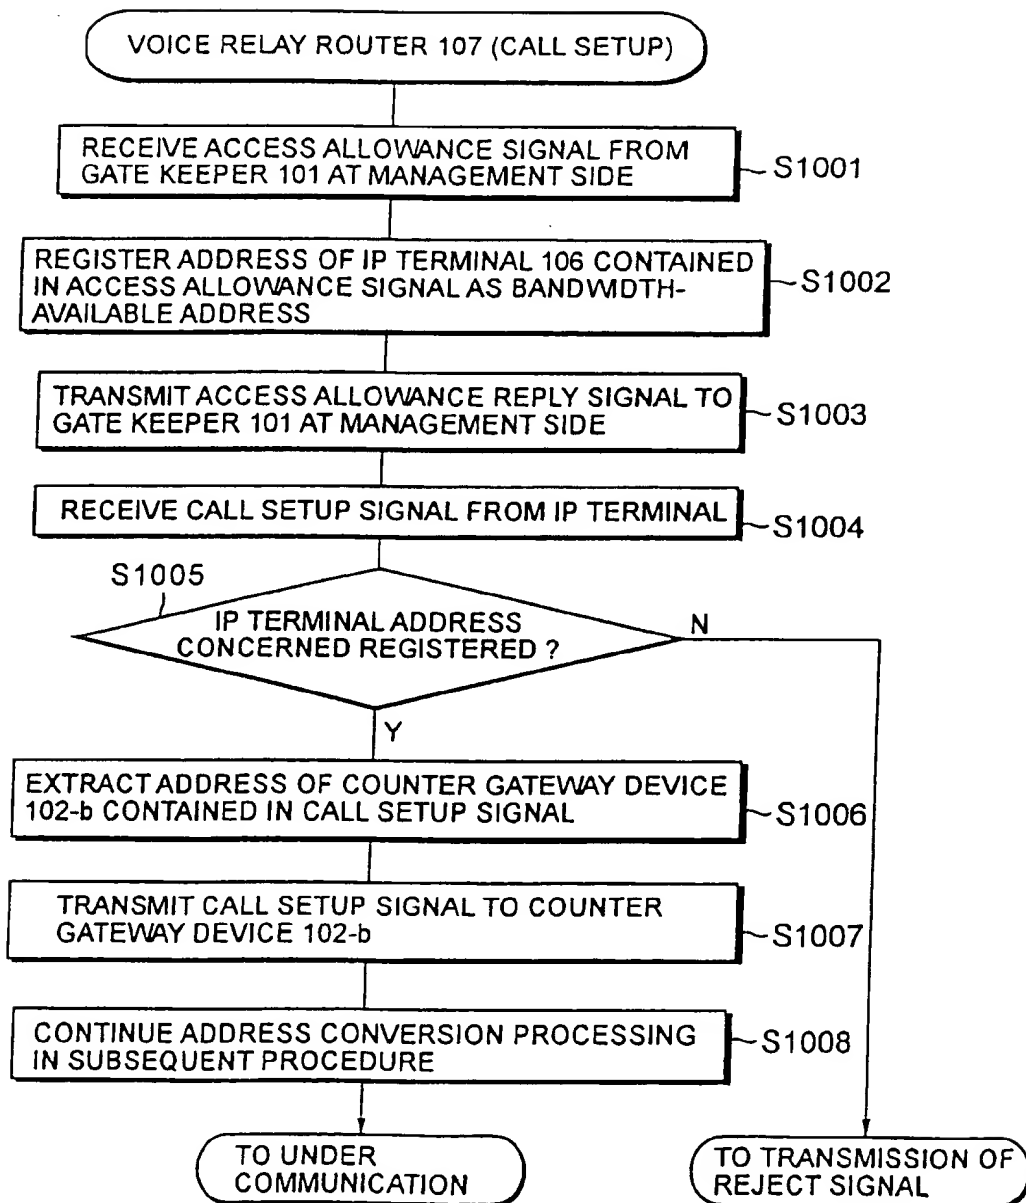 VOICE RELAY ROUTER 107 (CALL SETUP)
RECEIVE ACCESS ALLOWANCE SIGNAL FROM
GATE KEEPER 101 AT MANAGEMENT SIDE
S1001
REGISTER ADDRESS OF IP TERMINAL 106 CONTAINED
IN ACCESS ALLOWANCE SIGNAL AS BANDWIDTH-
AVAILABLE ADDRESS
S1002
TRANSMIT ACCESS ALLOWANCE REPLY SIGNAL TO
GATE KEEPER 101 AT MANAGEMENT SIDE
S1003
RECEIVE CALL SETUP SIGNAL FROM IP TERMINAL
S1004
S1005
IP TERMINAL ADDRESS
CONCERNED REGISTERED ?
N
Y
EXTRACT ADDRESS OF COUNTER GATEWAY DEVICE
102-b CONTAINED IN CALL SETUP SIGNAL
S1006
TRANSMIT CALL SETUP SIGNAL TO COUNTER
GATEWAY DEVICE 102-b
S1007
CONTINUE ADDRESS CONVERSION PROCESSING
IN SUBSEQUENT PROCEDURE
S1008
TO UNDER
COMMUNICATION
TO TRANSMISSION OF
REJECT SIGNAL